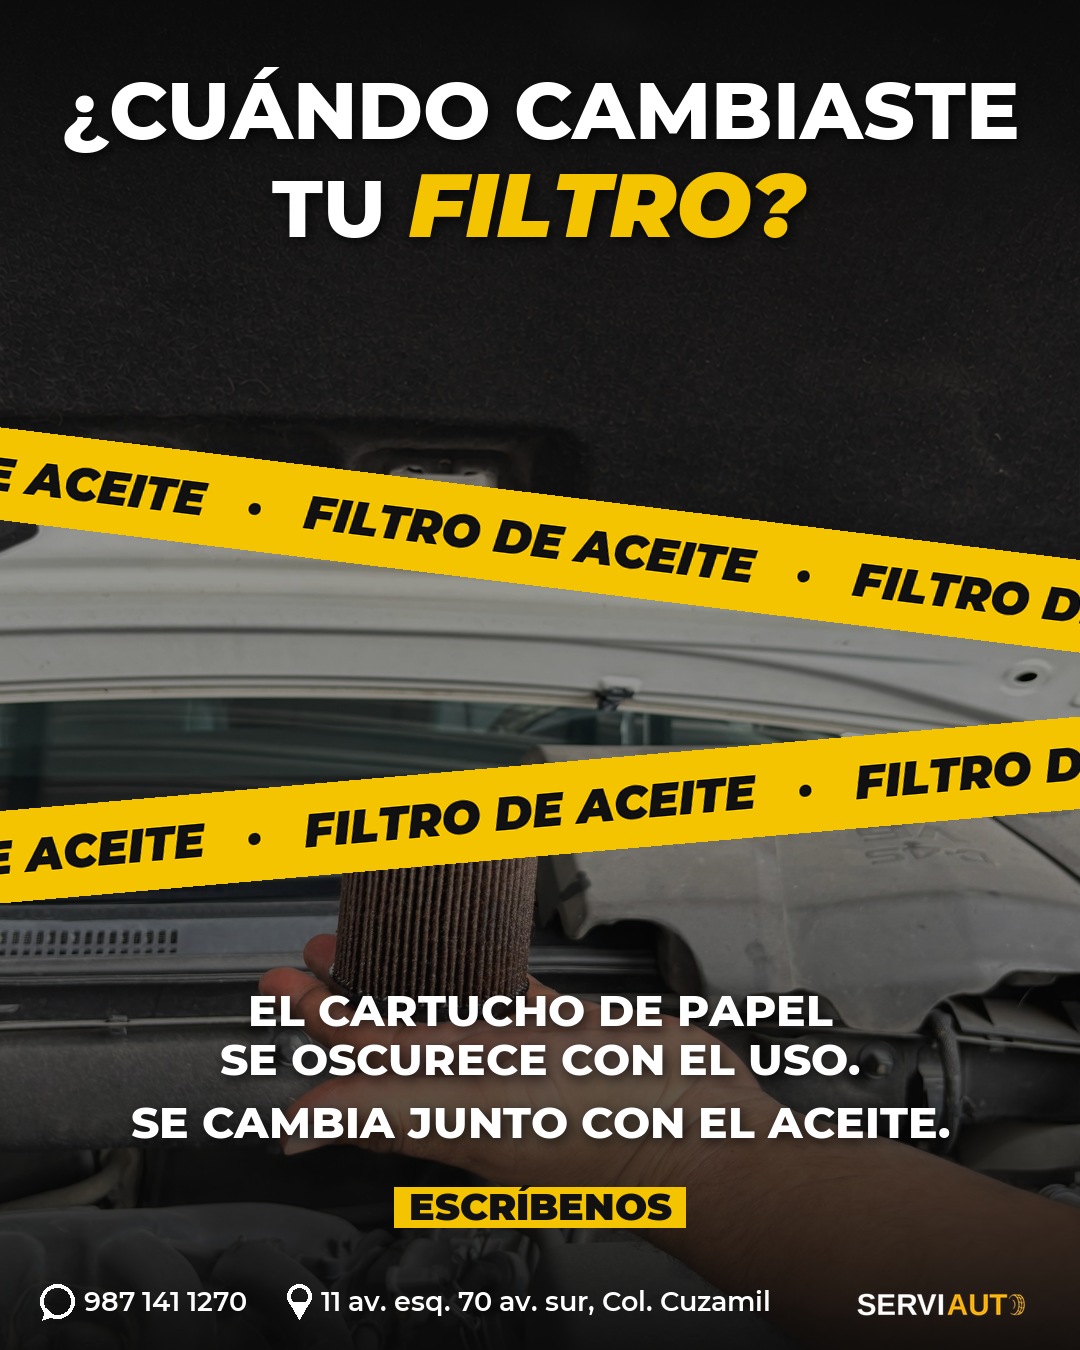 ¿CUÁNDO CAMBIASTE
TU FILTRO?
E ACEITE • FILTRO DE ACEITE • FILTRO D
E ACEITE • FILTRO DE ACEITE • FILTRO D
EL CARTUCHO DE PAPEL
SE OSCURECE CON EL USO.
SE CAMBIA JUNTO CON EL ACEITE.
ESCRÍBENOS
987 141 1270 11 av. esq. 70 av. sur, Col. Cuzamil SERVIAUTO